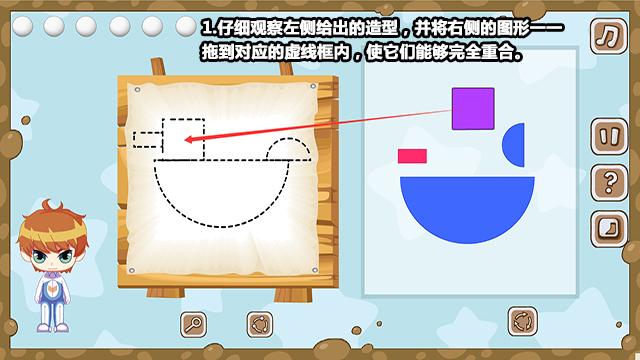 1.仔细观察左侧给出的造型，并将右侧的图形一一
拖到对应的虚线框内，使它们能够完全重合。
?